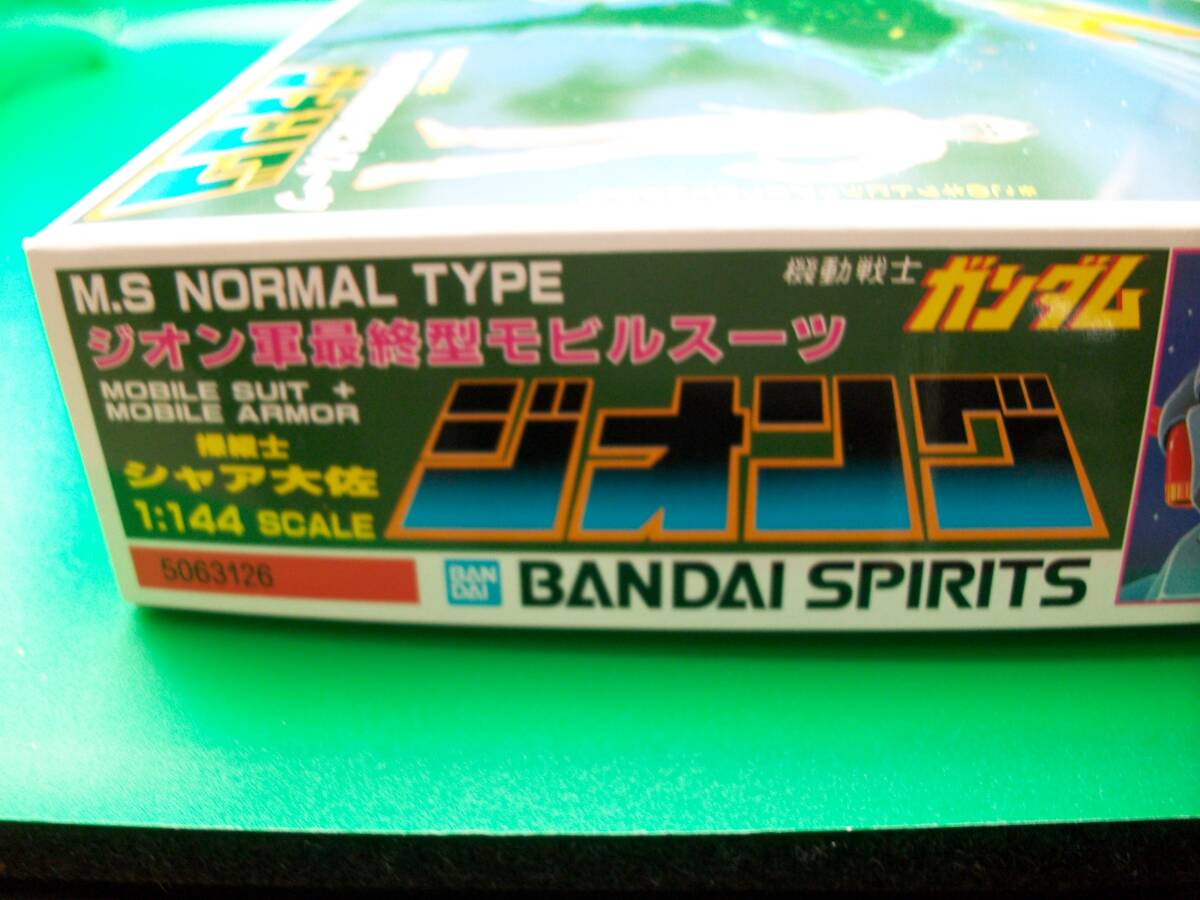 M.S NORMAL TYPE
機動戦士 ガンダム
ジオン軍最終型モビルスーツ
MOBILE SUIT +
MOBILE ARMOR
操縦士
シャア大佐
1:144 SCALE
ジオング
5063126
BAN
DAI
BANDAI SPIRITS